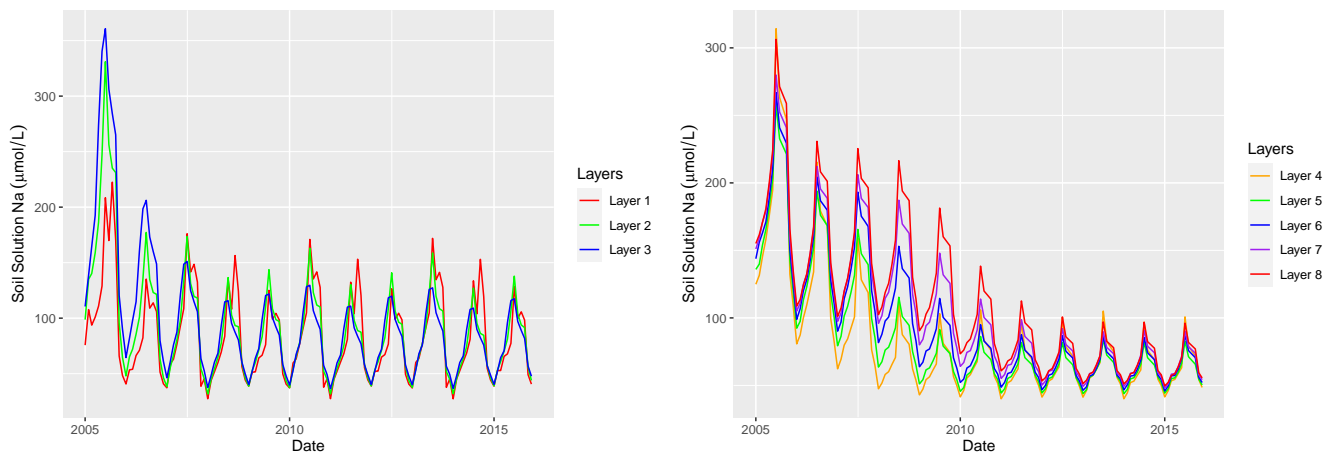 Soil Solution Na (μmol/L)
300
200
100
2005
2010
2015
Date
Layers
Layer 1
Layer 2
Layer 3
Soil Solution Na (μmol/L)
300
200
100
2005
2010
2015
Date
Layers
Layer 4
Layer 5
Layer 6
Layer 7
Layer 8